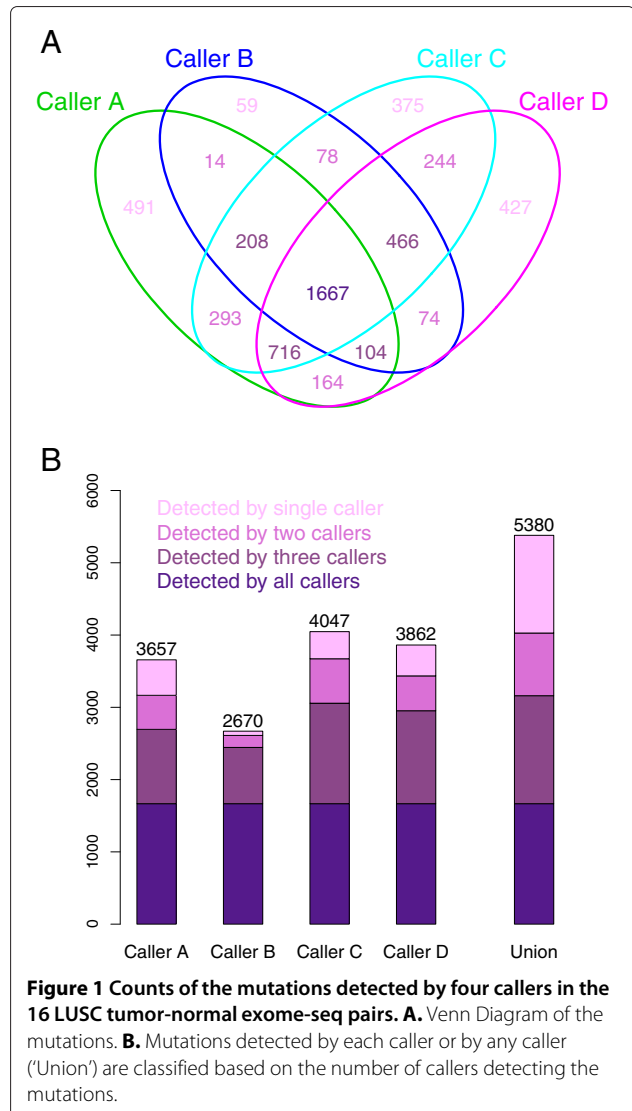 A
Caller B
Caller C
Caller A
Caller D
59
375
14
78
244
491
427
208
466
1667
293
74
716
104
164
B
6000
5000
4000
3000
2000
1000
0
Detected by single caller
Detected by two callers
Detected by three callers
Detected by all callers
3657
2670
4047
3862
5380
Caller A
Caller B
Caller C
Caller D
Union
Figure 1 Counts of the mutations detected by four callers in the
16 LUSC tumor-normal exome-seq pairs. A. Venn Diagram of the
mutations. B. Mutations detected by each caller or by any caller
(‘Union’) are classified based on the number of callers detecting the
mutations.